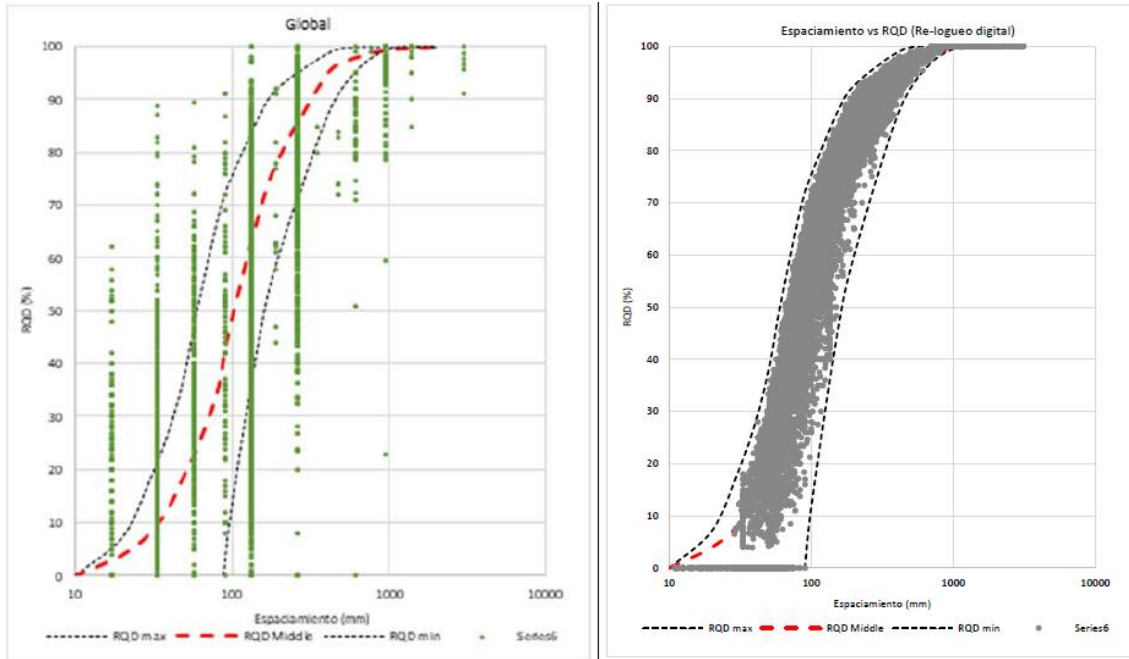 Global
100
90
80
70
60
50
40
30
20
10
0
RQD (%)
10 100 1000 10000
Espaciamiento (mm)
RQD max RQD Middle RQD min Series6
Espaciamiento vs RQD (Re-logueo digital)
100
90
80
70
60
50
40
30
20
10
0
RQD (%)
10 100 1000 10000
Espaciamiento (mm)
RQD max RQD Middle RQD min Series6